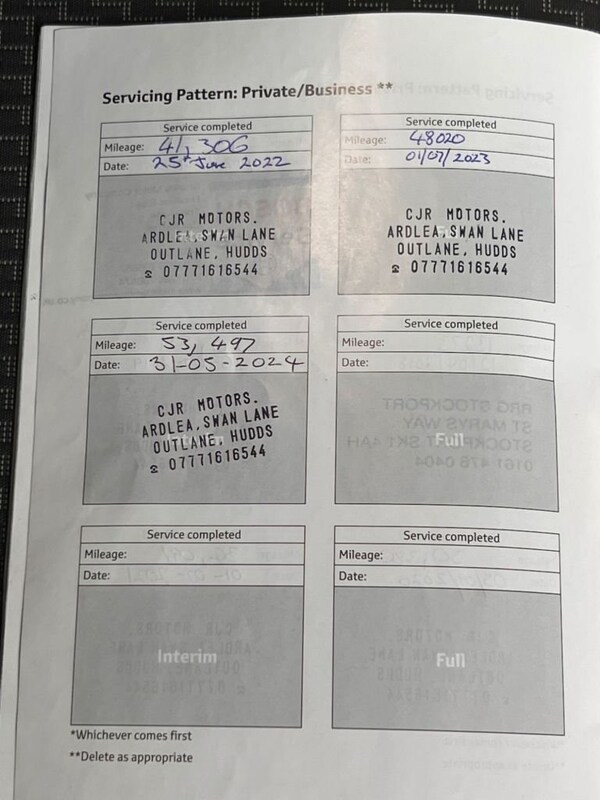 Servicing Pattern: Private/Business **
Service completed
Mileage: 41,306
Date: 25th June 2022
CJR MOTORS.
ARDLEA, SWAN LANE
OUTLANE, HUDDS
☎ 07771616544
Service completed
Mileage: 48020
Date: 01/07/2023
CJR MOTORS.
ARDLEA, SWAN LANE
OUTLANE, HUDDS
☎ 07771616544
Service completed
Mileage: 53,497
Date: 31-05-2024
CJR MOTORS.
ARDLEA, SWAN LANE
OUTLANE, HUDDS
☎ 07771616544
Service completed
Mileage:
Date:
Full
Service completed
Mileage:
Date:
Interim
Service completed
Mileage:
Date:
Full
*Whichever comes first
**Delete as appropriate